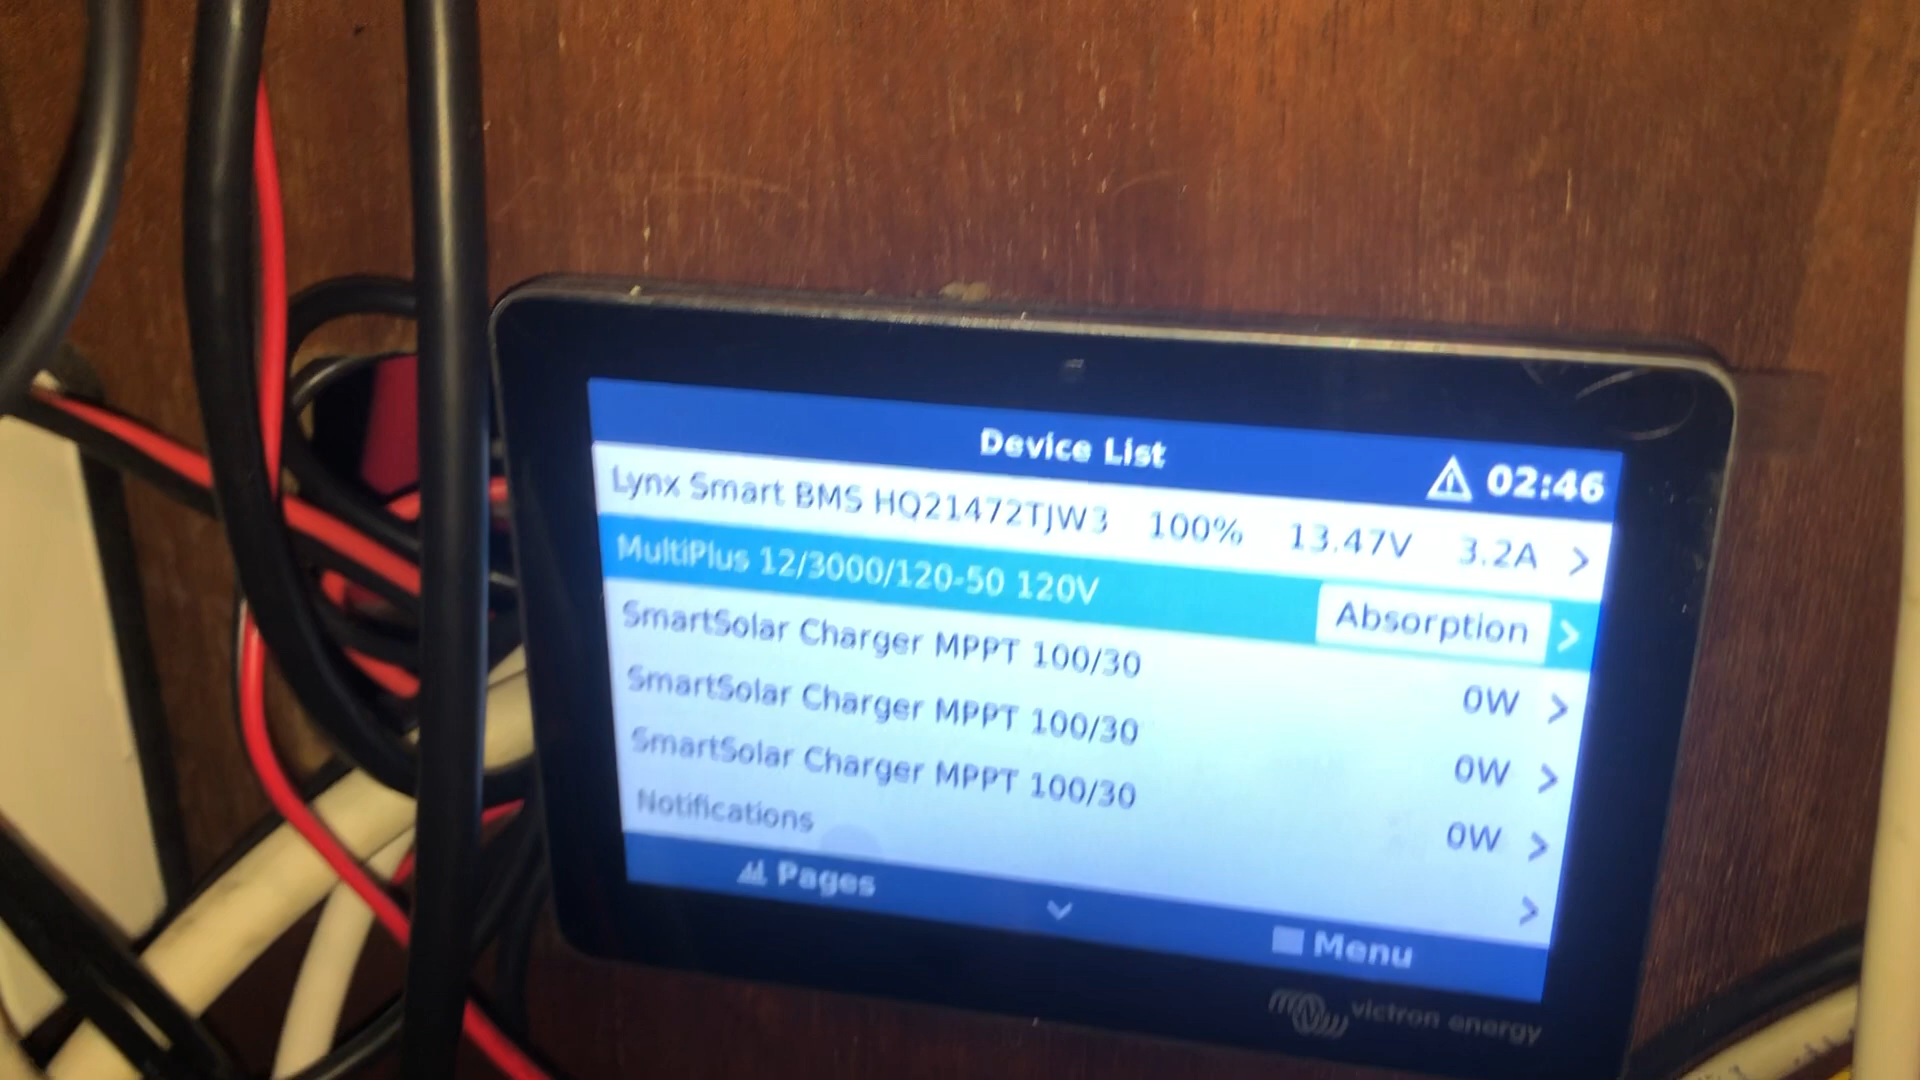 Device List
02:46
Lynx Smart BMS HQ21472TJW3 100% 13.47V 3.2A
MultiPlus 12/3000/120-50 120V Absorption
SmartSolar Charger MPPT 100/30 0W
SmartSolar Charger MPPT 100/30 0W
SmartSolar Charger MPPT 100/30 0W
Notifications
Pages
Menu
victron energy